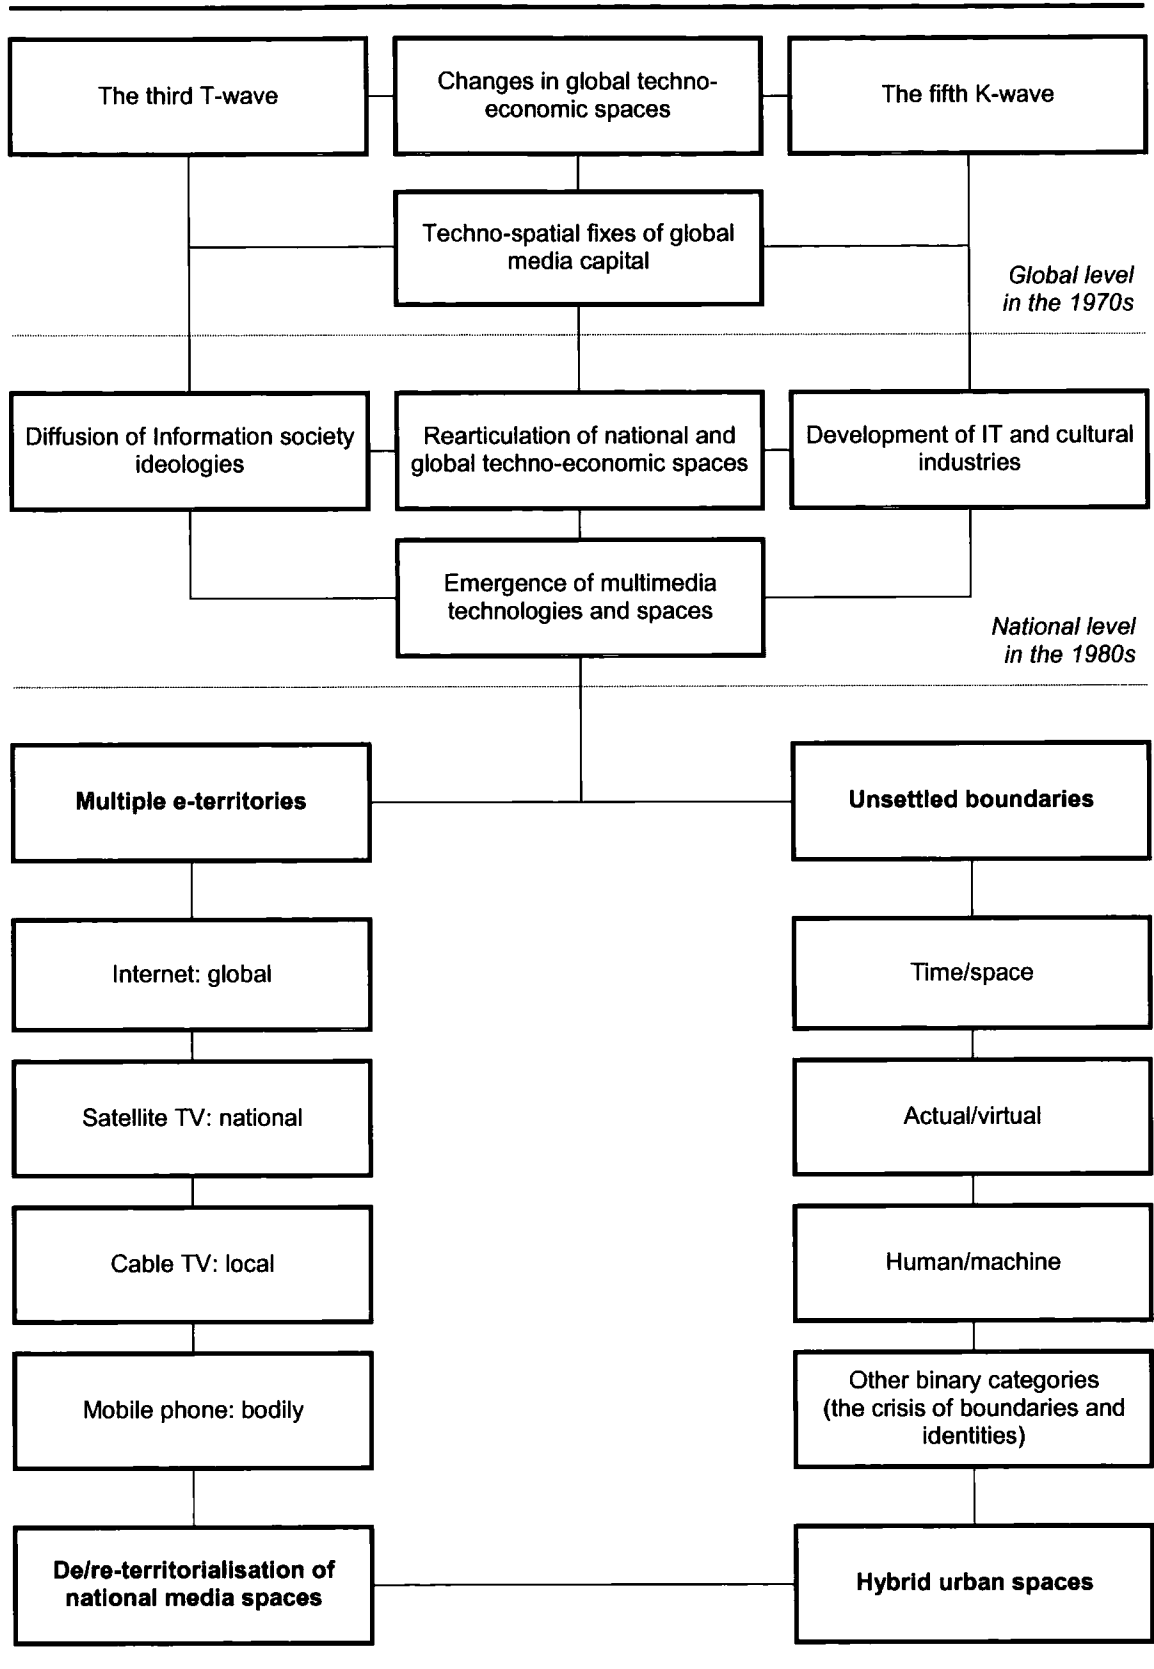 The third T-wave
Changes in global techno-
economic spaces
The fifth K-wave
Techno-spatial fixes of global
media capital
Global level
in the 1970s
Diffusion of Information society
ideologies
Rearticulation of national and
global techno-economic spaces
Development of IT and cultural
industries
Emergence of multimedia
technologies and spaces
National level
in the 1980s
Multiple e-territories
Unsettled boundaries
Internet: global
Time/space
Satellite TV: national
Actual/virtual
Cable TV: local
Human/machine
Mobile phone: bodily
Other binary categories
(the crisis of boundaries and
identities)
De/re-territorialisation of
national media spaces
Hybrid urban spaces